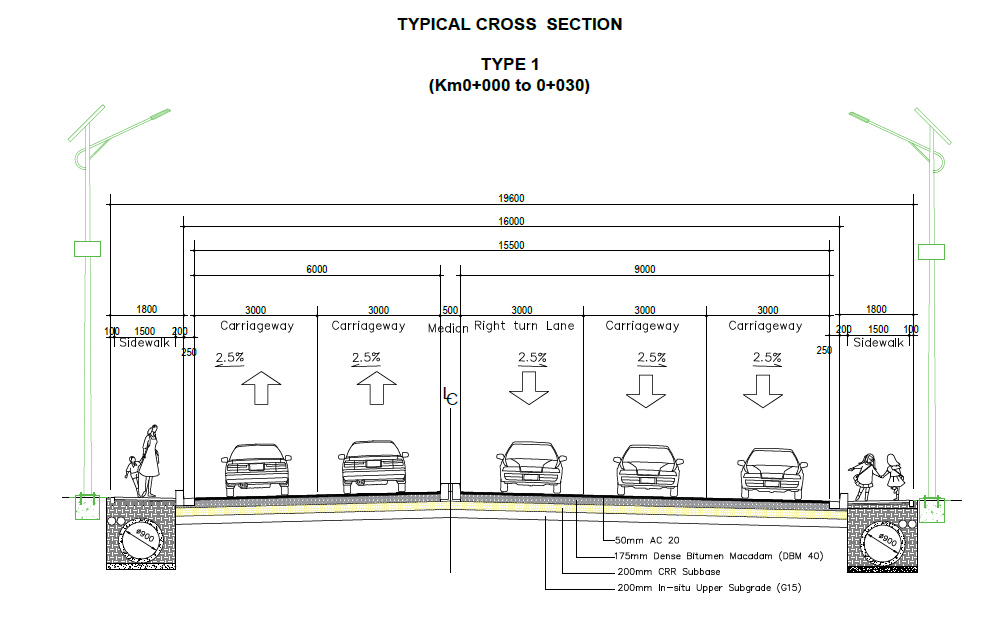 TYPICAL CROSS SECTION
TYPE 1
(Km0+000 to 0+030)
19600
16000
15500
6000 9000
1800 3000 3000 500 3000 3000 3000 1800
100 1500 200 Carriageway Carriageway Median Right turn Lane Carriageway Carriageway 200 1500 100
Sidewalk 250 250 Sidewalk
2.5% 2.5% 2.5% 2.5% 2.5%
CL
ø900 ø900
50mm AC 20
175mm Dense Bitumen Macadam (DBM 40)
200mm CRR Subbase
200mm In-situ Upper Subgrade (G15)